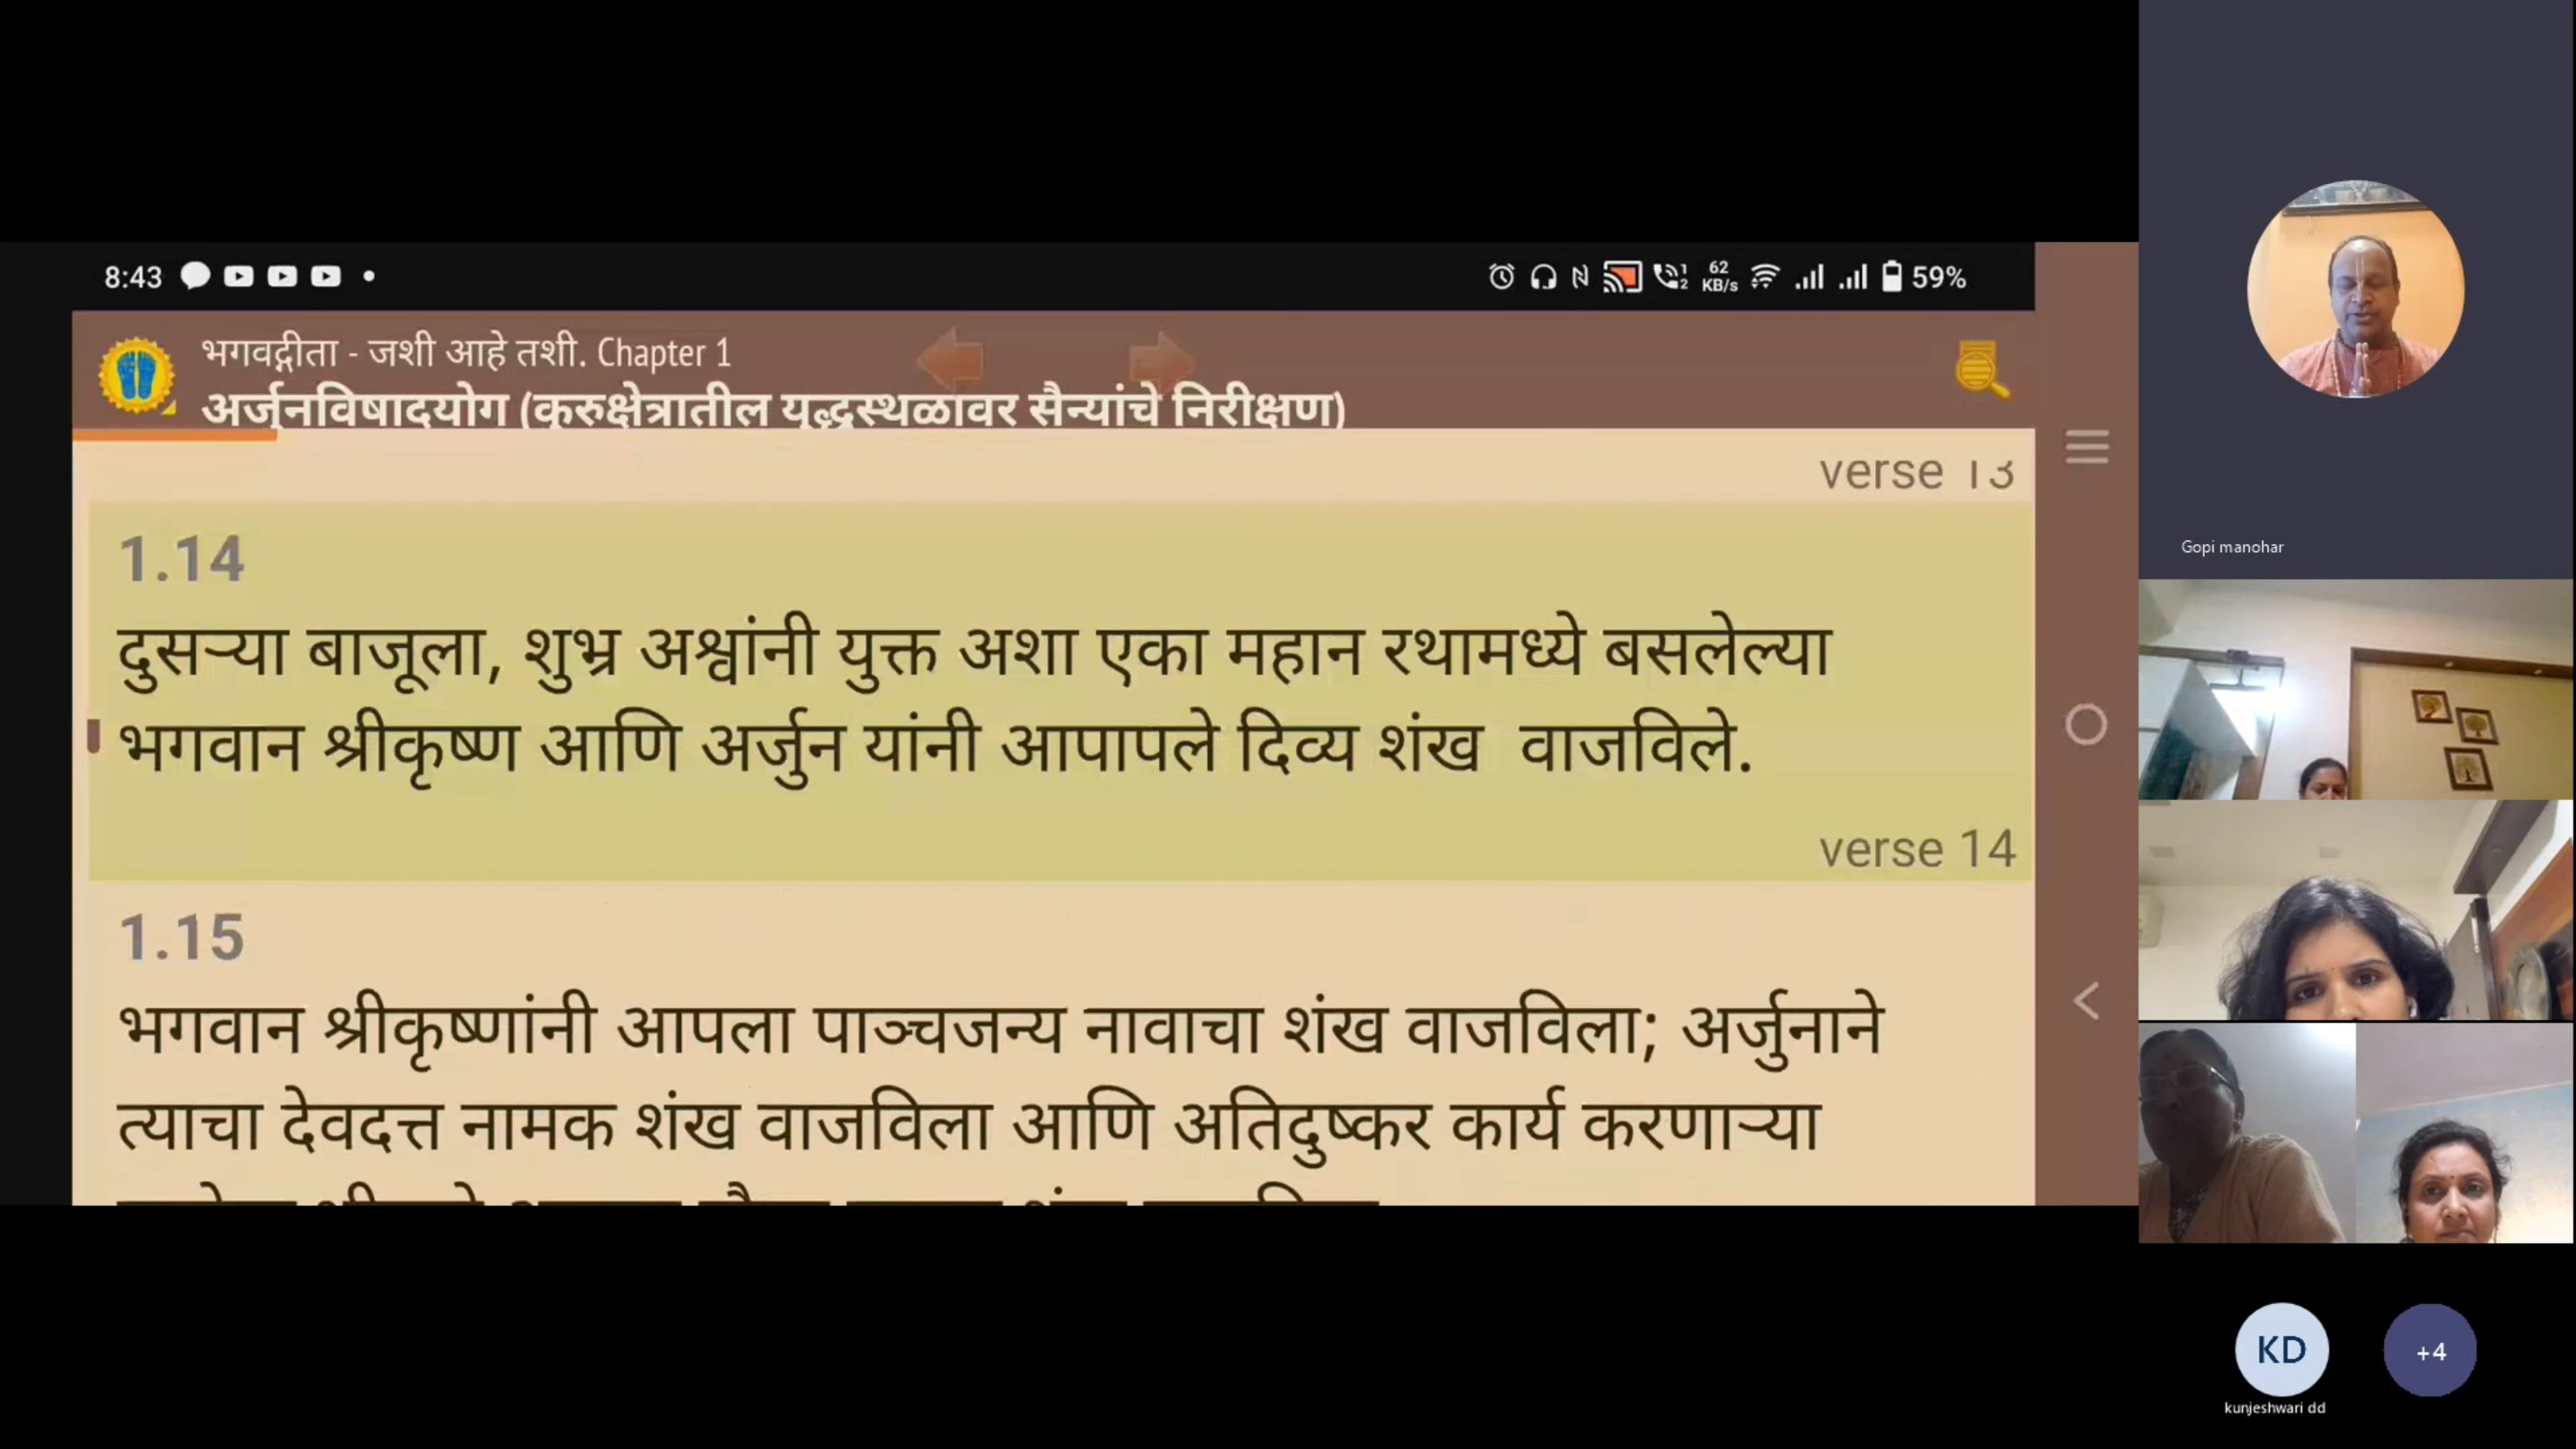 8:43
62
KB/s
59%
भगवद्गीता - जशी आहे तशी. Chapter 1
अर्जुनविषादयोग (कुरुक्षेत्रातील युद्धस्थळावर सैन्यांचे निरीक्षण)
verse 13
1.14
दुसऱ्या बाजूला, शुभ्र अश्वांनी युक्त अशा एका महान रथामध्ये बसलेल्या
भगवान श्रीकृष्ण आणि अर्जुन यांनी आपापले दिव्य शंख वाजविले.
verse 14
1.15
भगवान श्रीकृष्णांनी आपला पाञ्चजन्य नावाचा शंख वाजविला; अर्जुनाने
त्याचा देवदत्त नामक शंख वाजविला आणि अतिदुष्कर कार्य करणाऱ्या
Gopi manohar
KD
+4
kunjeshwari dd